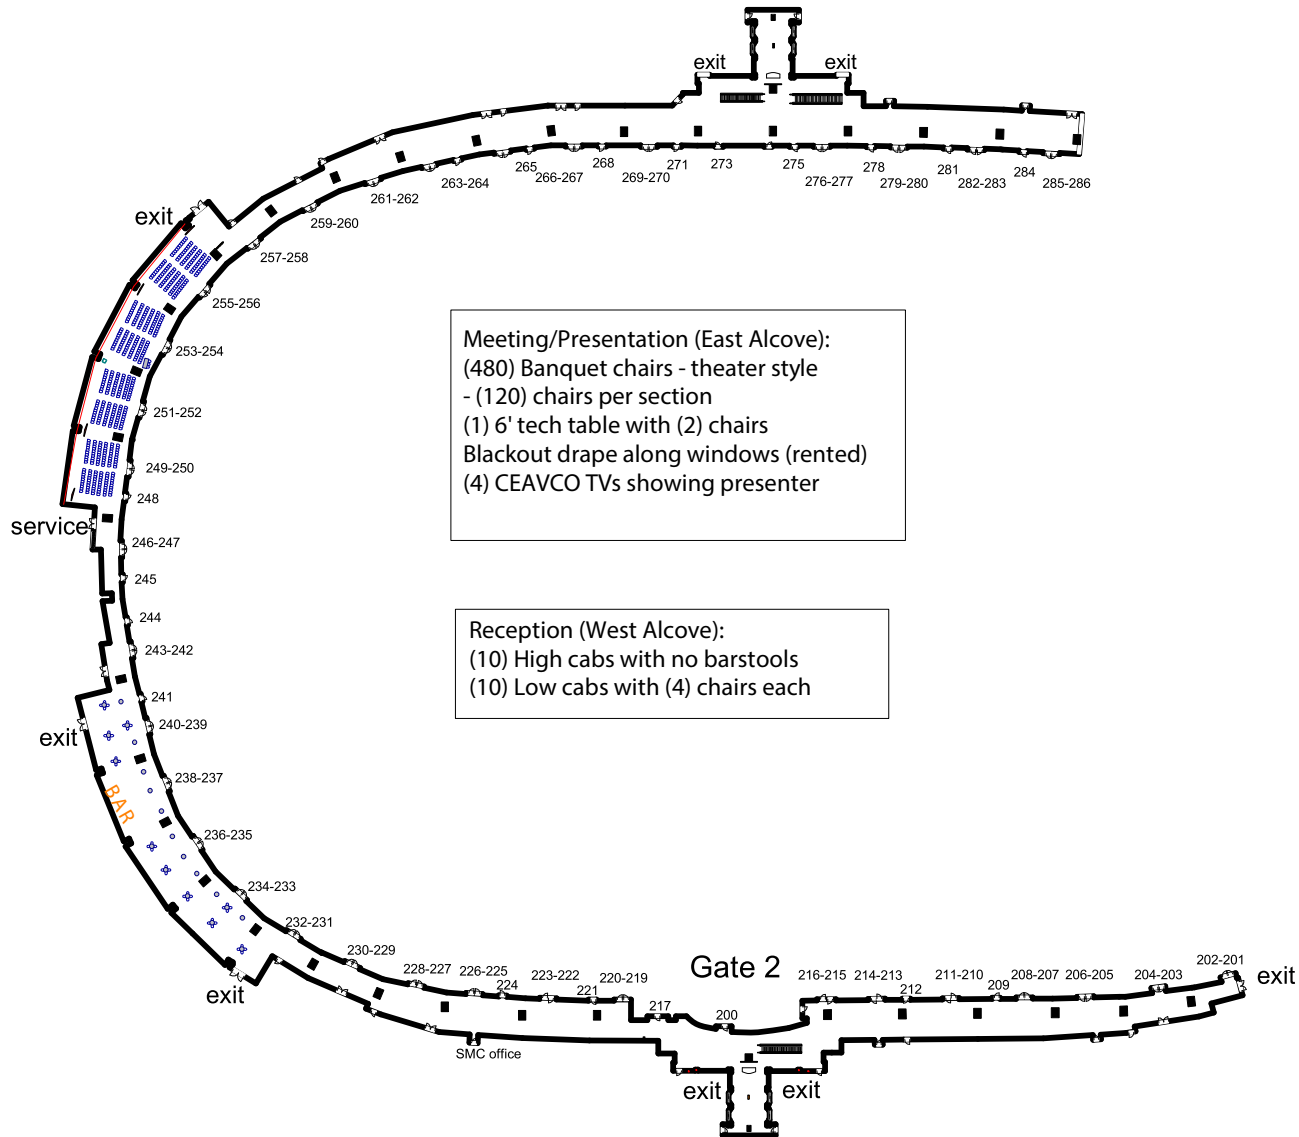 exit
exit
265
268
271
273
275
278
281
284
266-267
269-270
276-277
279-280
282-283
285-286
263-264
261-262
259-260
exit
257-258
255-256
253-254
251-252
249-250
248
service
246-247
245
244
243-242
241
240-239
exit
238-237
BAR
236-235
234-233
232-231
230-229
exit
Meeting/Presentation (East Alcove):
(480) Banquet chairs - theater style
- (120) chairs per section
(1) 6' tech table with (2) chairs
Blackout drape along windows (rented)
(4) CEAVCO TVs showing presenter
Reception (West Alcove):
(10) High cabs with no barstools
(10) Low cabs with (4) chairs each
228-227
226-225
224
223-222
221
220-219
217
Gate 2
200
216-215
214-213
212
211-210
209
208-207
206-205
204-203
202-201
exit
SMC office
exit
exit